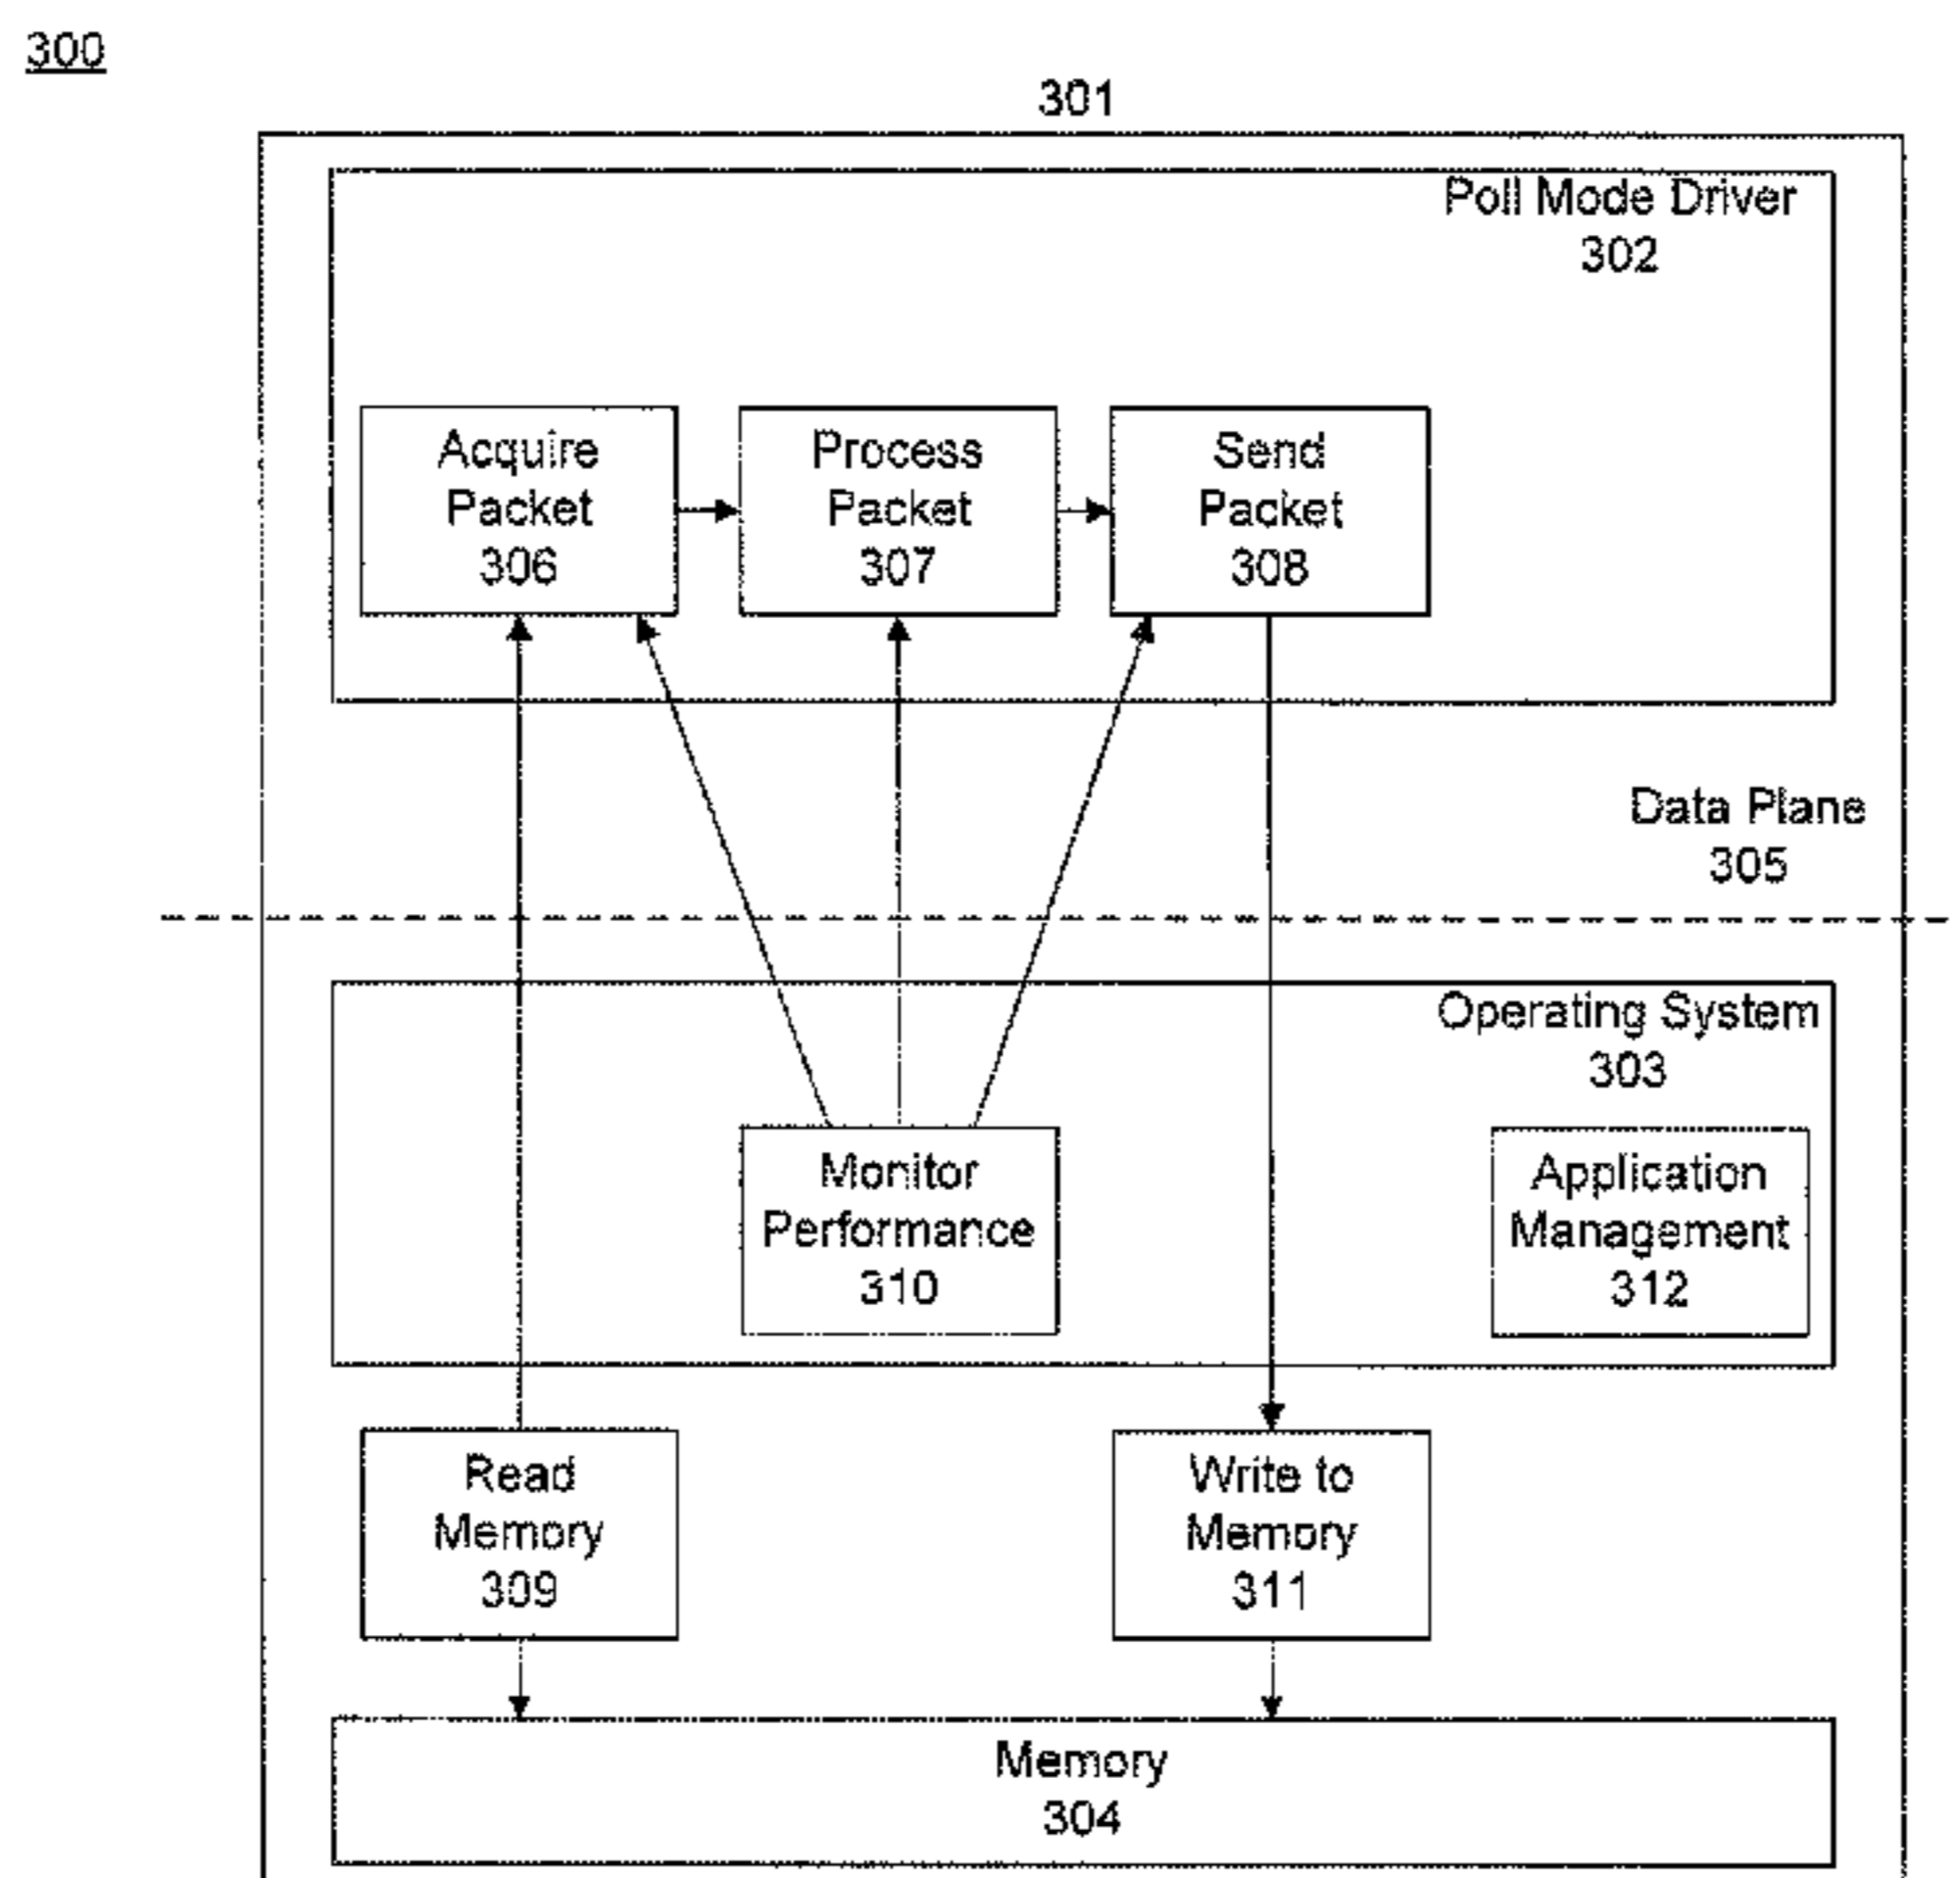 300
301
Poll Mode Driver
302
Acquire
Packet
306
Process
Packet
307
Send
Packet
308
Data Plane
305
Operating System
303
Monitor
Performance
310
Application
Management
312
Read
Memory
309
Write to
Memory
311
Memory
304